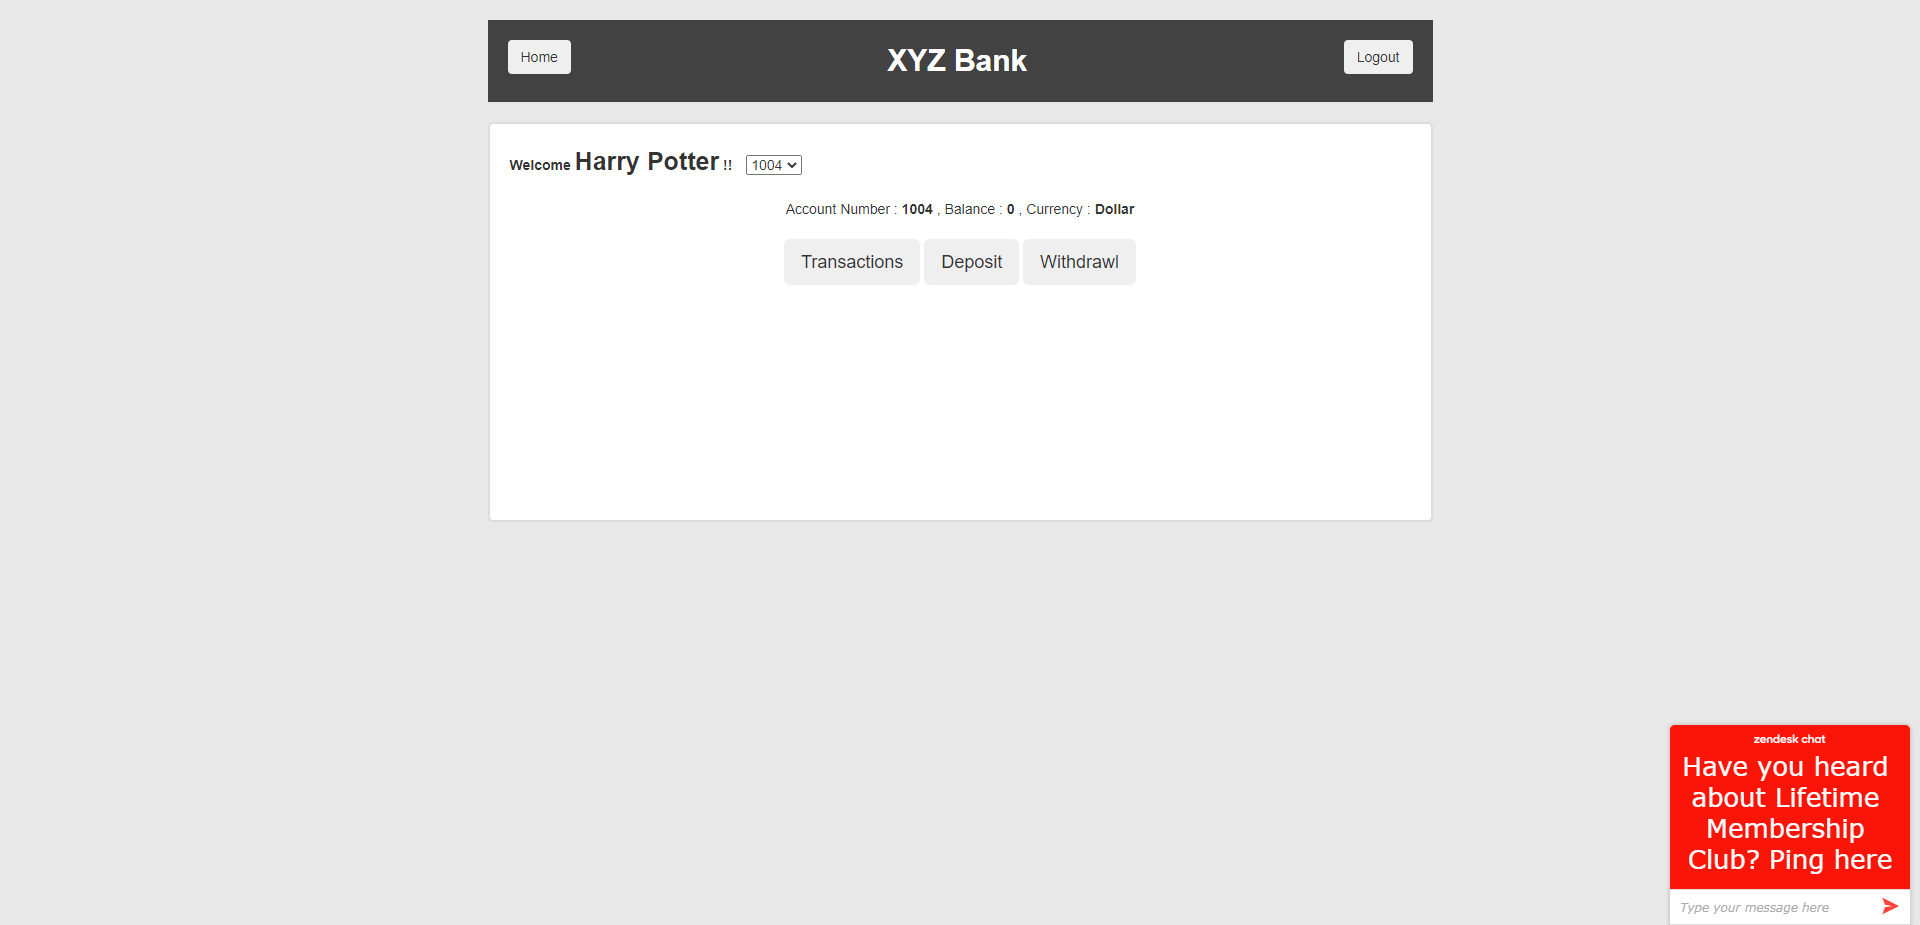 Home
XYZ Bank
Logout
Welcome Harry Potter !! 1004
Account Number : 1004 , Balance : 0 , Currency : Dollar
Transactions Deposit Withdrawl
zendesk chat
Have you heard
about Lifetime
Membership
Club? Ping here
Type your message here